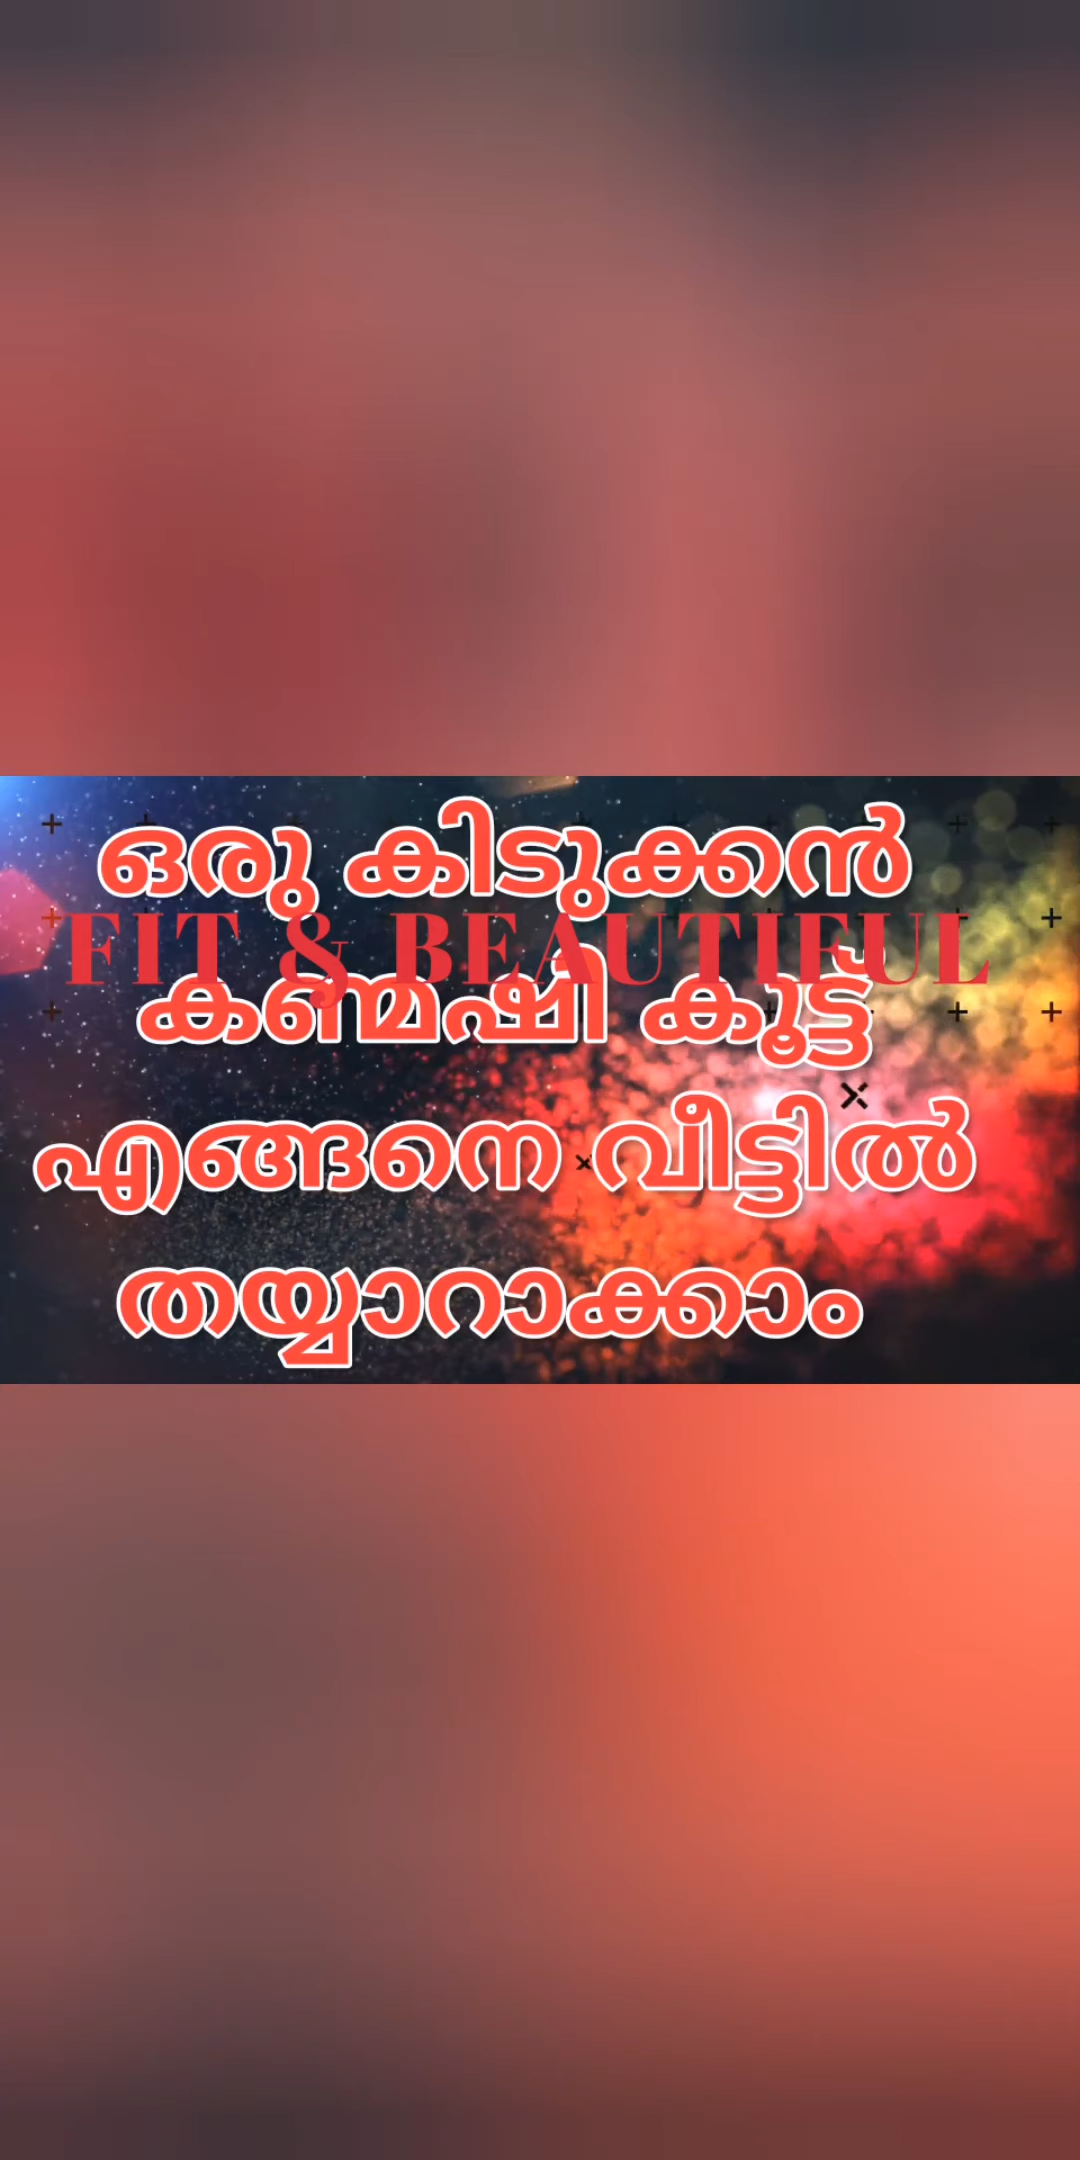 ഒരു കിടുക്കൻ
FIT & BEAUTIFUL
കണ്മഷി കൂട്ട്
എങ്ങനെ വീട്ടിൽ
തയ്യാറാക്കാം